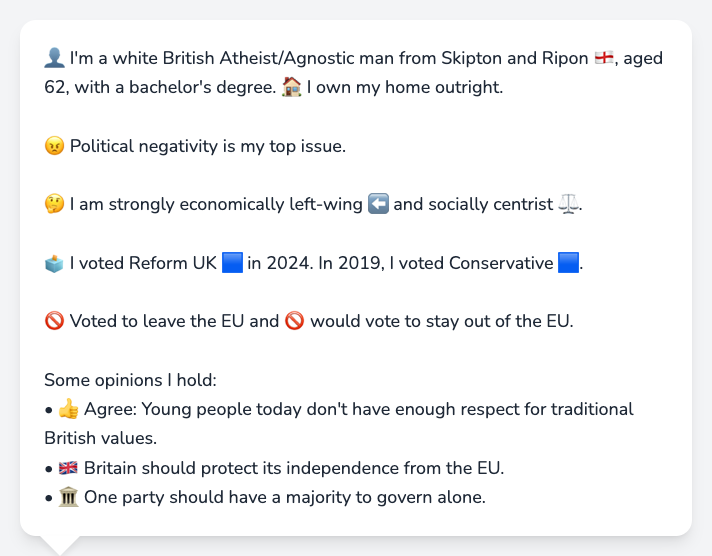 👤 I'm a white British Atheist/Agnostic man from Skipton and Ripon 🏴󠁧󠁢󠁥󠁮󠁧󠁿, aged
62, with a bachelor's degree. 🏠 I own my home outright.
😠 Political negativity is my top issue.
🤔 I am strongly economically left-wing ⬅️ and socially centrist ⚖️.
🗳️ I voted Reform UK 🟦 in 2024. In 2019, I voted Conservative 🟦.
🚫 Voted to leave the EU and 🚫 would vote to stay out of the EU.
Some opinions I hold:
• 👍 Agree: Young people today don't have enough respect for traditional
British values.
• 🇬🇧 Britain should protect its independence from the EU.
• 🏛️ One party should have a majority to govern alone.